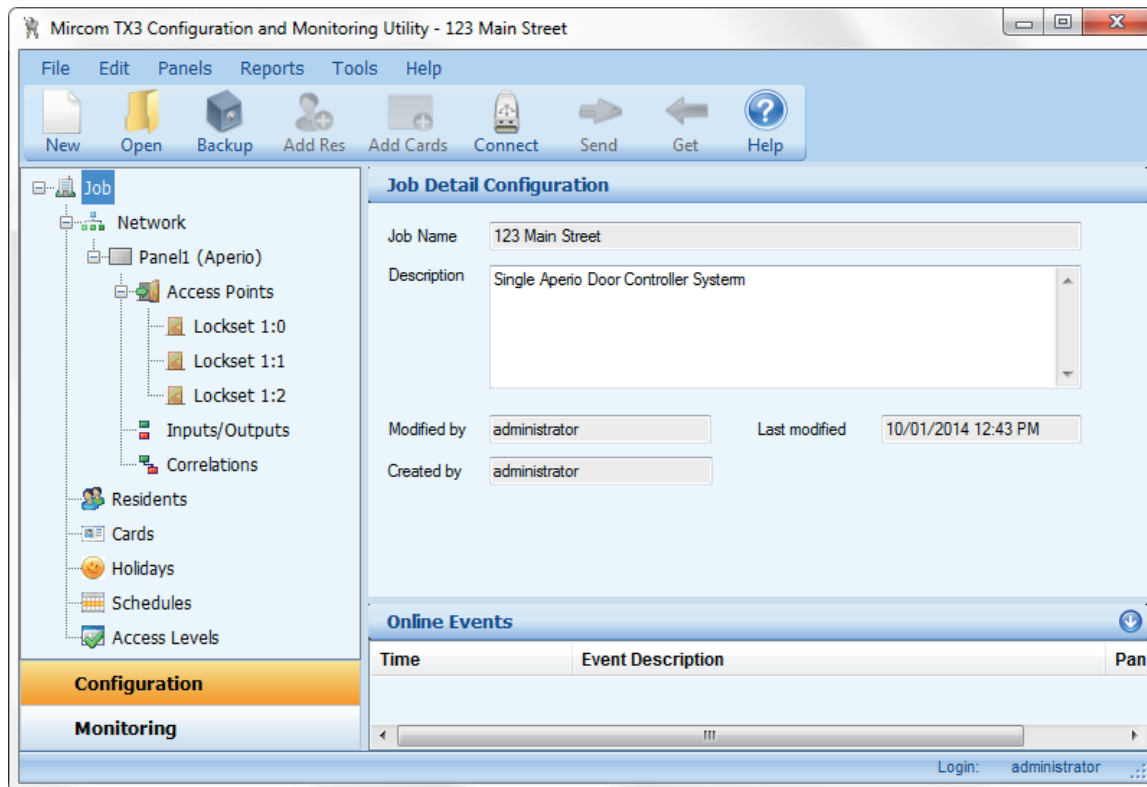 Mircom TX3 Configuration and Monitoring Utility - 123 Main Street
File Edit Panels Reports Tools Help
New Open Backup Add Res Add Cards Connect Send Get Help
Job
Network
Panel1 (Aperio)
Access Points
Lockset 1:0
Lockset 1:1
Lockset 1:2
Inputs/Outputs
Correlations
Residents
Cards
Holidays
Schedules
Access Levels
Configuration
Monitoring
Job Detail Configuration
Job Name 123 Main Street
Description Single Aperio Door Controller Systerm
Modified by administrator Last modified 10/01/2014 12:43 PM
Created by administrator
Online Events
Time Event Description Pan
Login: administrator